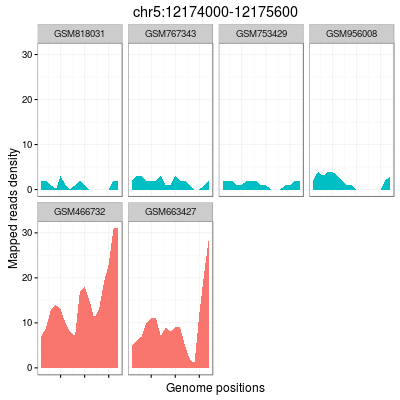 chr5:12174000-12175600
GSM818031 GSM767343 GSM753429 GSM956008
30
20
10
0
Mapped reads density
GSM466732 GSM663427
30
20
10
0
Genome positions